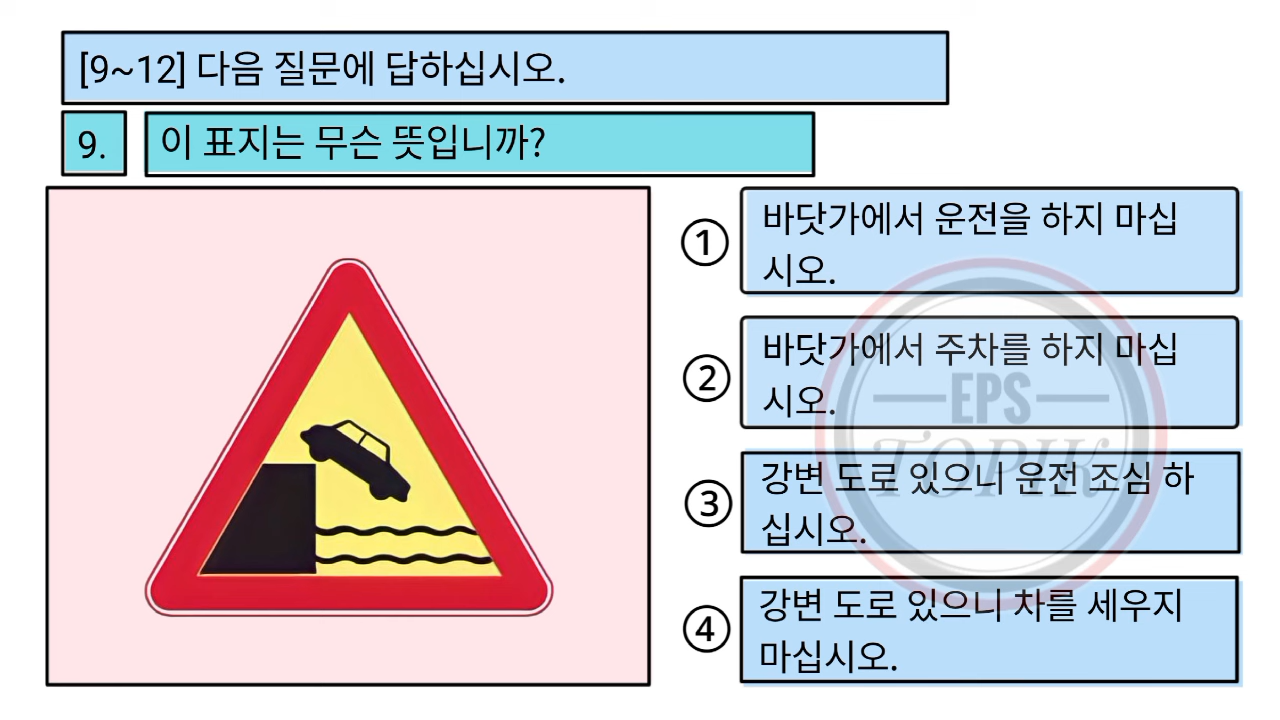 [9~12] 다음 질문에 답하십시오.
9. 이 표지는 무슨 뜻입니까?
① 바닷가에서 운전을 하지 마십
시오.
② 바닷가에서 주차를 하지 마십
시오.
③ 강변 도로 있으니 운전 조심 하
십시오.
④ 강변 도로 있으니 차를 세우지
마십시오.
EPS
TOPIK